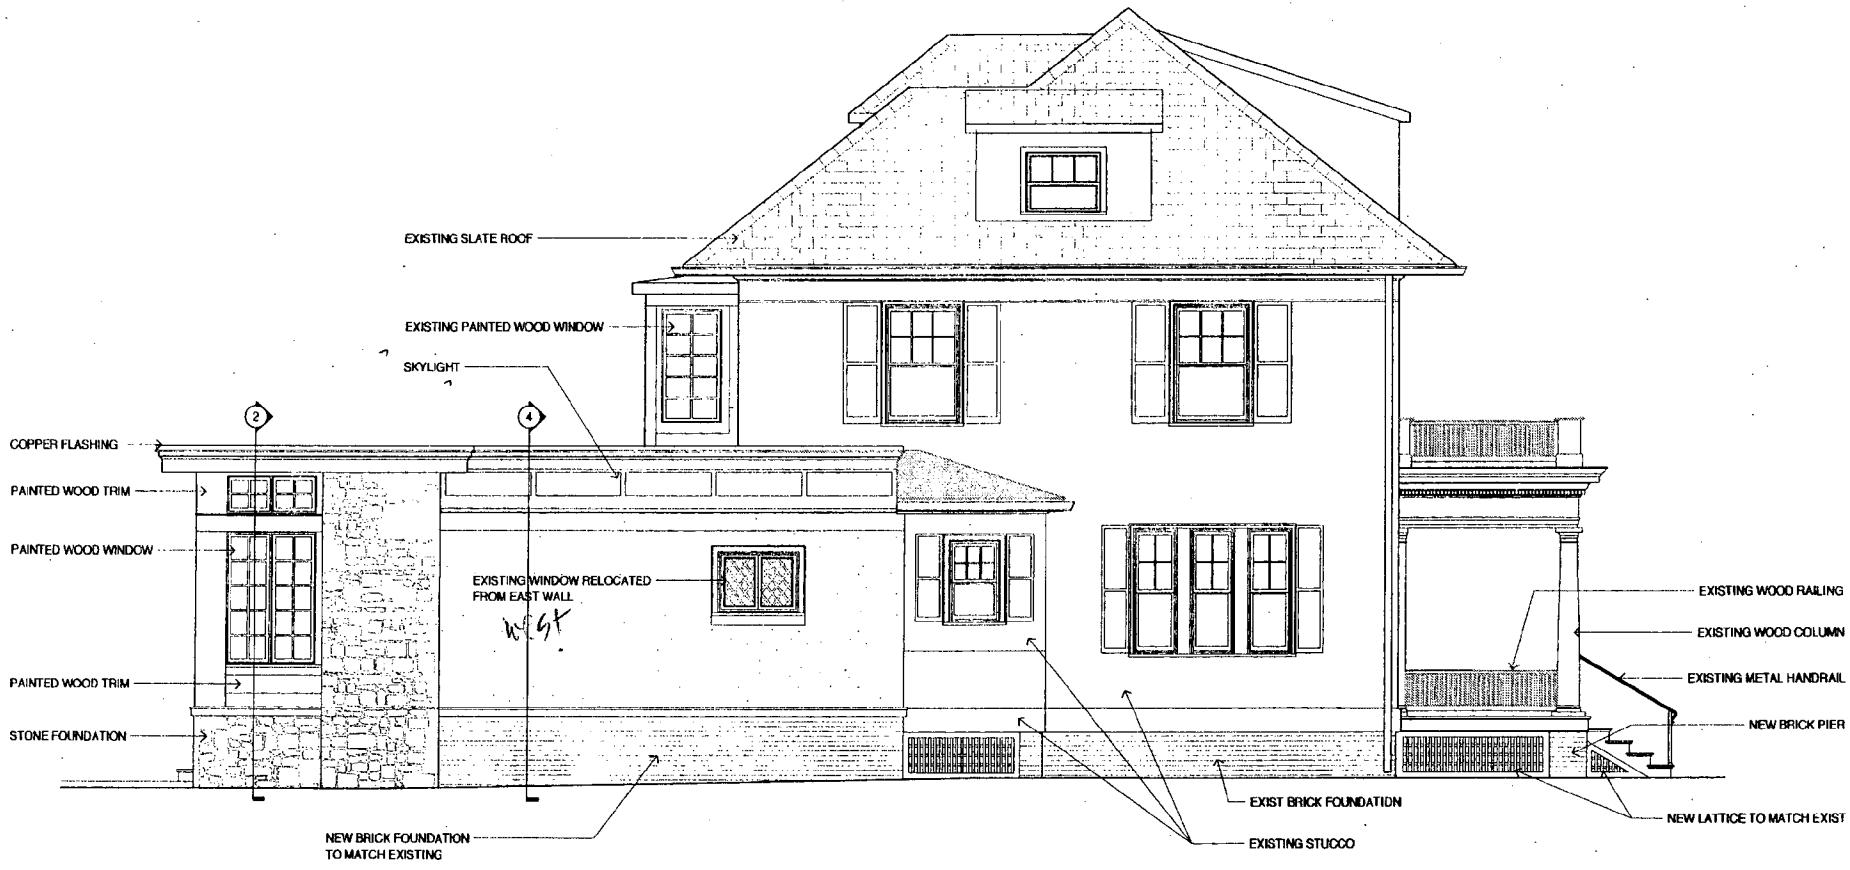 EXISTING SLATE ROOF
EXISTING PAINTED WOOD WINDOW
SKYLIGHT
2
4
COPPER FLASHING
PAINTED WOOD TRIM
PAINTED WOOD WINDOW
EXISTING WINDOW RELOCATED
FROM EAST WALL
West
PAINTED WOOD TRIM
STONE FOUNDATION
NEW BRICK FOUNDATION
TO MATCH EXISTING
EXISTING WOOD RAILING
EXISTING WOOD COLUMN
EXISTING METAL HANDRAIL
NEW BRICK PIER
EXIST BRICK FOUNDATION
EXISTING STUCCO
NEW LATTICE TO MATCH EXIST